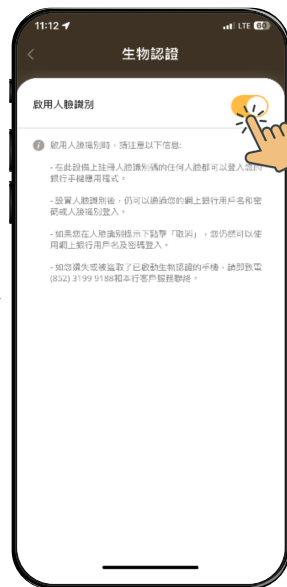 11:12 LTE 60
生物認證
啟用人臉識別
啟用人臉識別時，請注意以下信息:
- 在此設備上註冊人臉識別碼的任何人臉都可以登入您的
銀行手機應用程式。
- 設置人臉識別後，仍可以通過您的網上銀行用戶名和密
碼或人臉識別登入。
- 如果您在人臉識別提示下點擊「取消」，您仍然可以使
用網上銀行用戶名及密碼登入。
- 如您遺失或被盜取了已啟動生物認證的手機，請即致電
(852) 3199 9188和本行客戶服務聯絡。